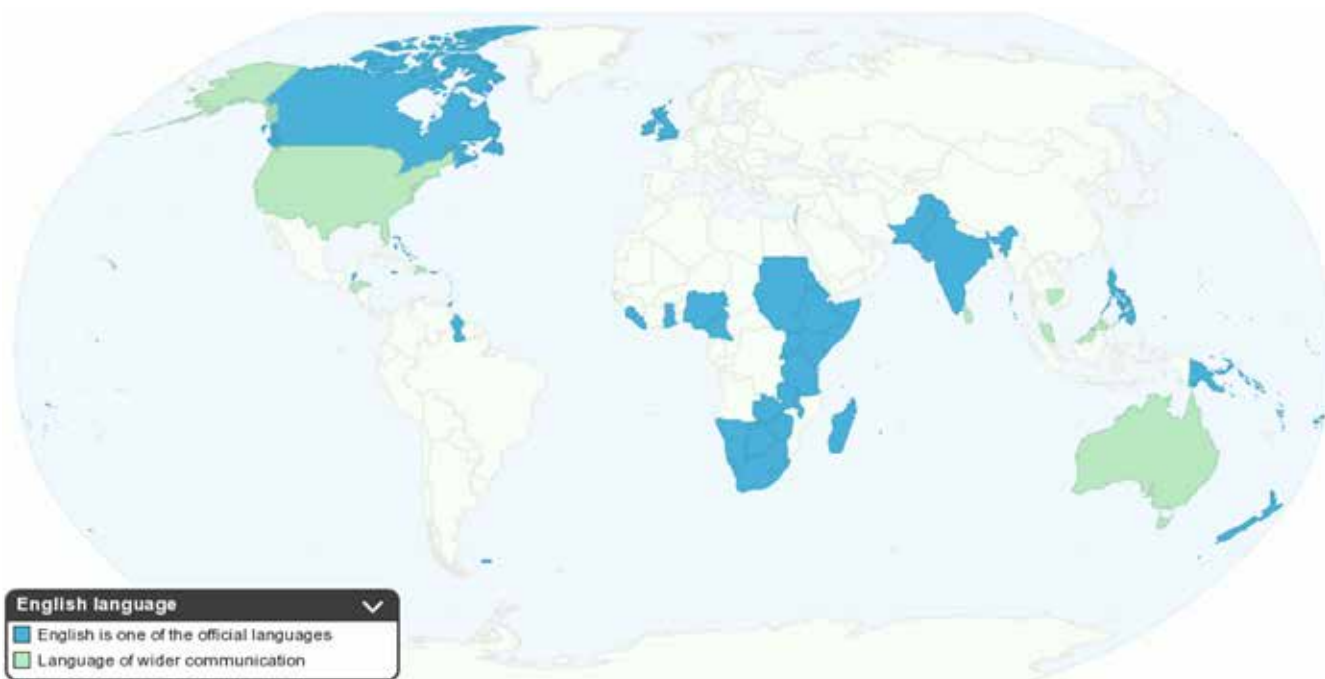 English language
English is one of the official languages
Language of wider communication